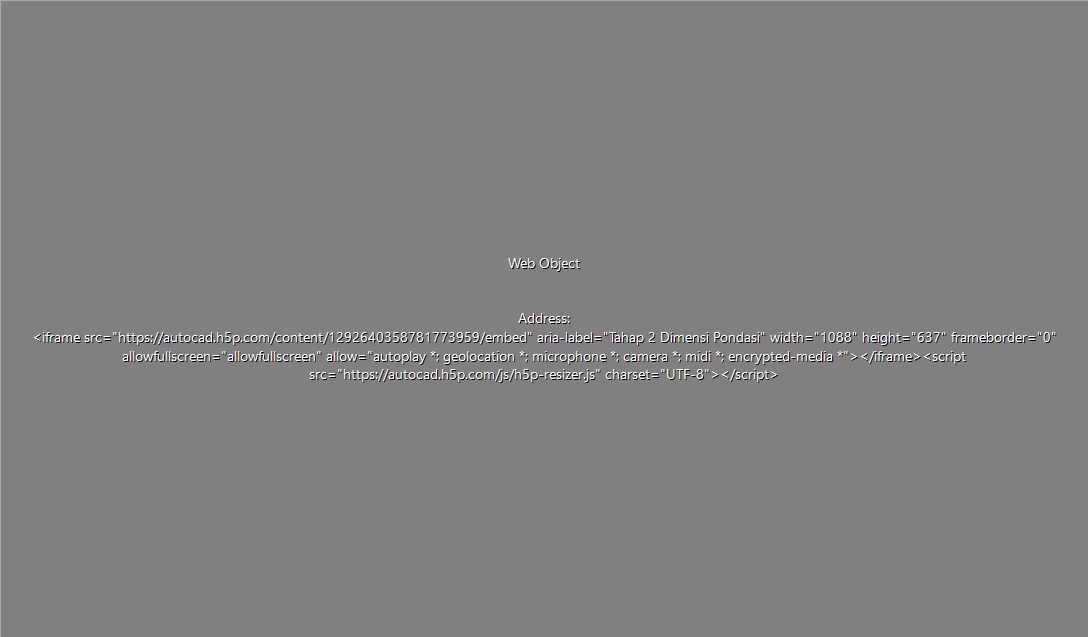 Web Object
Address:
<iframe src="https://autocad.h5p.com/content/1292640358781773959/embed" aria-label="Tahap 2 Dimensi Pondasi" width="1088" height="637" frameborder="0"
allowfullscreen="allowfullscreen" allow="autoplay *; geolocation *; microphone *; camera *; midi *; encrypted-media *"></iframe><script
src="https://autocad.h5p.com/js/h5p-resizer.js" charset="UTF-8"></script>